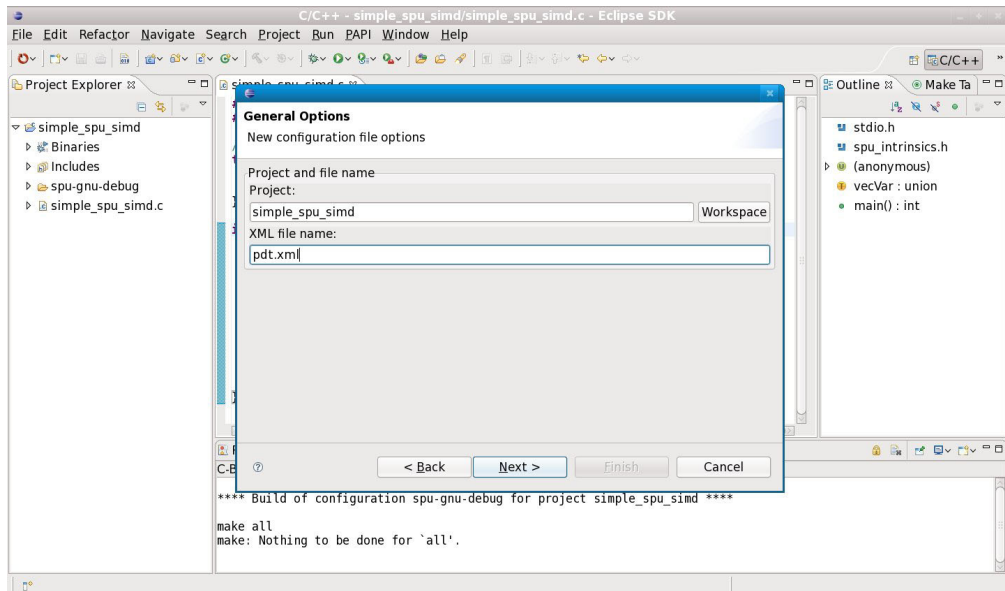 C/C++ - simple_spu_simd/simple_spu_simd.c - Eclipse SDK
File Edit Refactor Navigate Search Project Run PAPI Window Help
C/C++
Project Explorer
simple_spu_simd
Binaries
Includes
spu-gnu-debug
simple_spu_simd.c
simple_spu_simd.c
General Options
New configuration file options
Project and file name
Project:
simple_spu_simd
Workspace
XML file name:
pdt.xml
< Back
Next >
Finish
Cancel
Outline
Make Ta
stdio.h
spu_intrinsics.h
(anonymous)
vecVar : union
main() : int
C-B
**** Build of configuration spu-gnu-debug for project simple_spu_simd ****
make all
make: Nothing to be done for `all'.